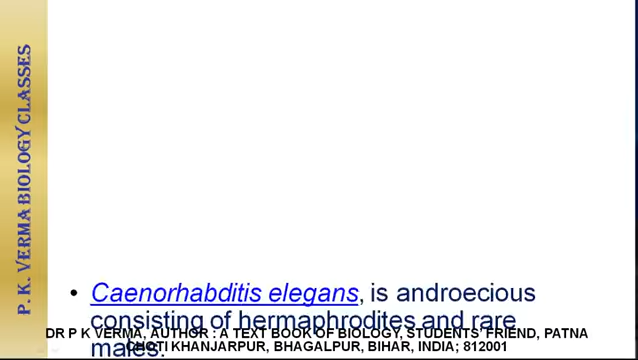 P. K. VERMA BIOLOGY CLASSES
• Caenorhabditis elegans, is androecious
consisting of hermaphrodites and rare
males.
DR P K VERMA, AUTHOR : A TEXT BOOK OF BIOLOGY, STUDENTS' FRIEND, PATNA
CHOTI KHANJARPUR, BHAGALPUR, BIHAR, INDIA; 812001